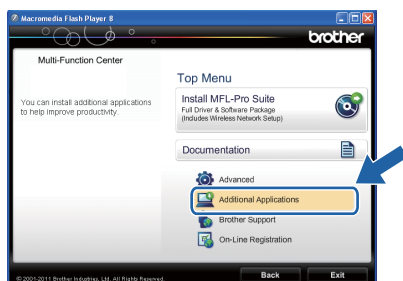 Macromedia Flash Player 8
brother
Multi-Function Center
Top Menu
You can install additional applications
to help improve productivity.
Install MFL-Pro Suite
Full Driver & Software Package
(Includes Wireless Network Setup)
Documentation
Advanced
Additional Applications
Brother Support
On-Line Registration
© 2001-2011 Brother Industries, Ltd. All Rights Reserved.
Back
Exit